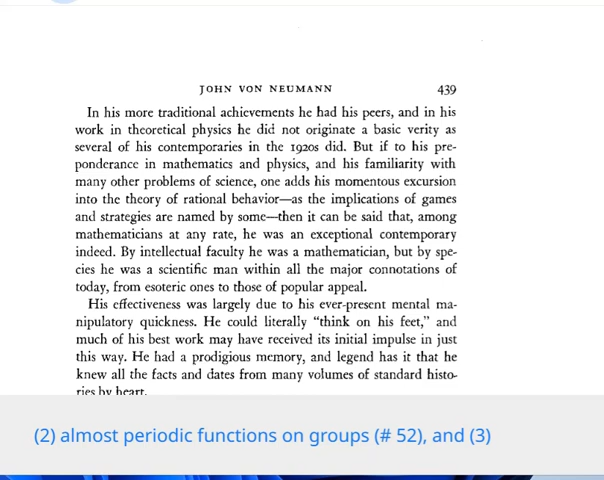 JOHN VON NEUMANN 439
In his more traditional achievements he had his peers, and in his
work in theoretical physics he did not originate a basic verity as
several of his contemporaries in the 1920s did. But if to his pre-
ponderance in mathematics and physics, and his familiarity with
many other problems of science, one adds his momentous excursion
into the theory of rational behavior—as the implications of games
and strategies are named by some—then it can be said that, among
mathematicians at any rate, he was an exceptional contemporary
indeed. By intellectual faculty he was a mathematician, but by spe-
cies he was a scientific man within all the major connotations of
today, from esoteric ones to those of popular appeal.
His effectiveness was largely due to his ever-present mental ma-
nipulatory quickness. He could literally “think on his feet,” and
much of his best work may have received its initial impulse in just
this way. He had a prodigious memory, and legend has it that he
knew all the facts and dates from many volumes of standard histo-
ries by heart.
(2) almost periodic functions on groups (# 52), and (3)